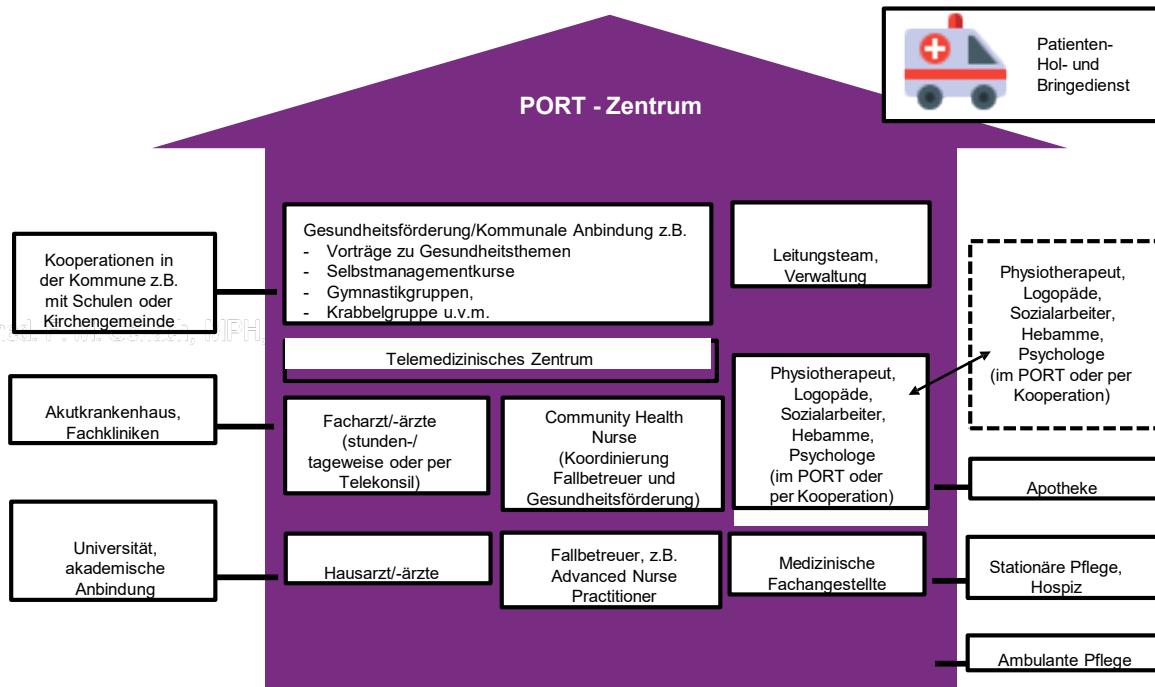 Patienten-
Hol- und
Bringedienst
PORT - Zentrum
Gesundheitsförderung/Kommunale Anbindung z.B.
- Vorträge zu Gesundheitsthemen
- Selbstmanagementkurse
- Gymnastikgruppen,
- Krabbelgruppe u.v.m.
Leitungsteam,
Verwaltung
Kooperationen in
der Kommune z.B.
mit Schulen oder
Kirchengemeinde
Physiotherapeut,
Logopäde,
Sozialarbeiter,
Hebamme,
Psychologe
(im PORT oder per
Kooperation)
MPH,
Telemedizinisches Zentrum
Physiotherapeut,
Logopäde,
Sozialarbeiter,
Hebamme,
Psychologe
(im PORT oder
per Kooperation)
Akutkrankenhaus,
Fachkliniken
Facharzt/-ärzte
(stunden-/
tageweise oder per
Telekonsil)
Community Health
Nurse
(Koordinierung
Fallbetreuer und
Gesundheitsförderung)
Apotheke
Universität,
akademische
Anbindung
Hausarzt/-ärzte
Fallbetreuer, z.B.
Advanced Nurse
Practitioner
Medizinische
Fachangestellte
Stationäre Pflege,
Hospiz
Ambulante Pflege